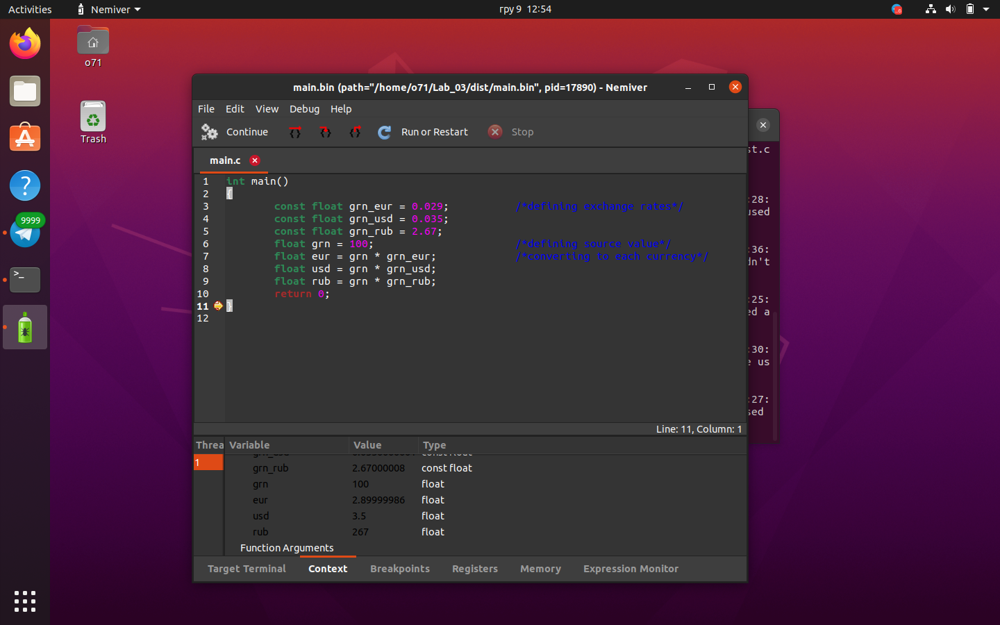 Activities
Nemiver
гру 9 12:54
6
o71
Trash
9999
>_
main.bin (path="/home/o71/Lab_03/dist/main.bin", pid=17890) - Nemiver
File Edit View Debug Help
Continue
Run or Restart
Stop
main.c
1 int main()
2 {
3 const float grn_eur = 0.029; /*defining exchange rates*/
4 const float grn_usd = 0.035;
5 const float grn_rub = 2.67;
6 float grn = 100; /*defining source value*/
7 float eur = grn * grn_eur; /*converting to each currency*/
8 float usd = grn * grn_usd;
9 float rub = grn * grn_rub;
10 return 0;
11 }
12
Line: 11, Column: 1
Threa Variable Value Type
1
grn_rub 2.67000008 const float
grn 100 float
eur 2.89999986 float
usd 3.5 float
rub 267 float
Function Arguments
Target Terminal Context Breakpoints Registers Memory Expression Monitor
st.c
:28:
used
:36:
dn't
:25:
ed a
:30:
e us
:27:
sed